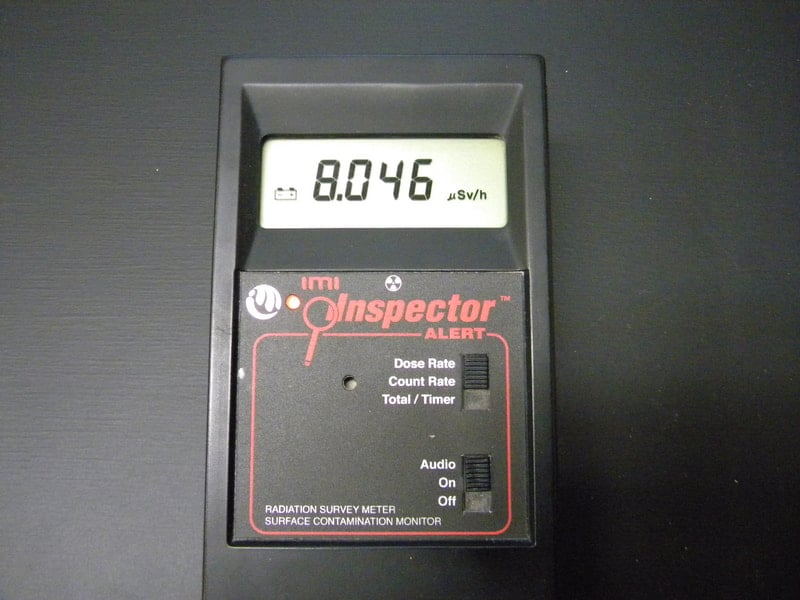 8.046 µSv/h
imi
Inspector™
ALERT
Dose Rate
Count Rate
Total / Timer
Audio
On
Off
RADIATION SURVEY METER
SURFACE CONTAMINATION MONITOR